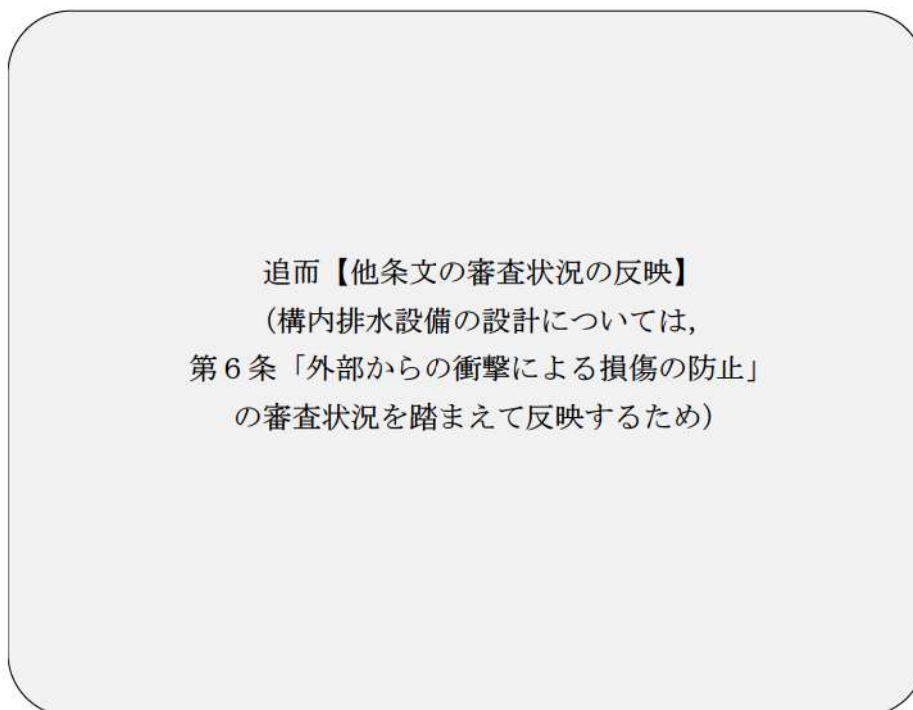 追而【他条文の審査状況の反映】
（構内排水設備の設計については，
第６条「外部からの衝撃による損傷の防止」
の審査状況を踏まえて反映するため）